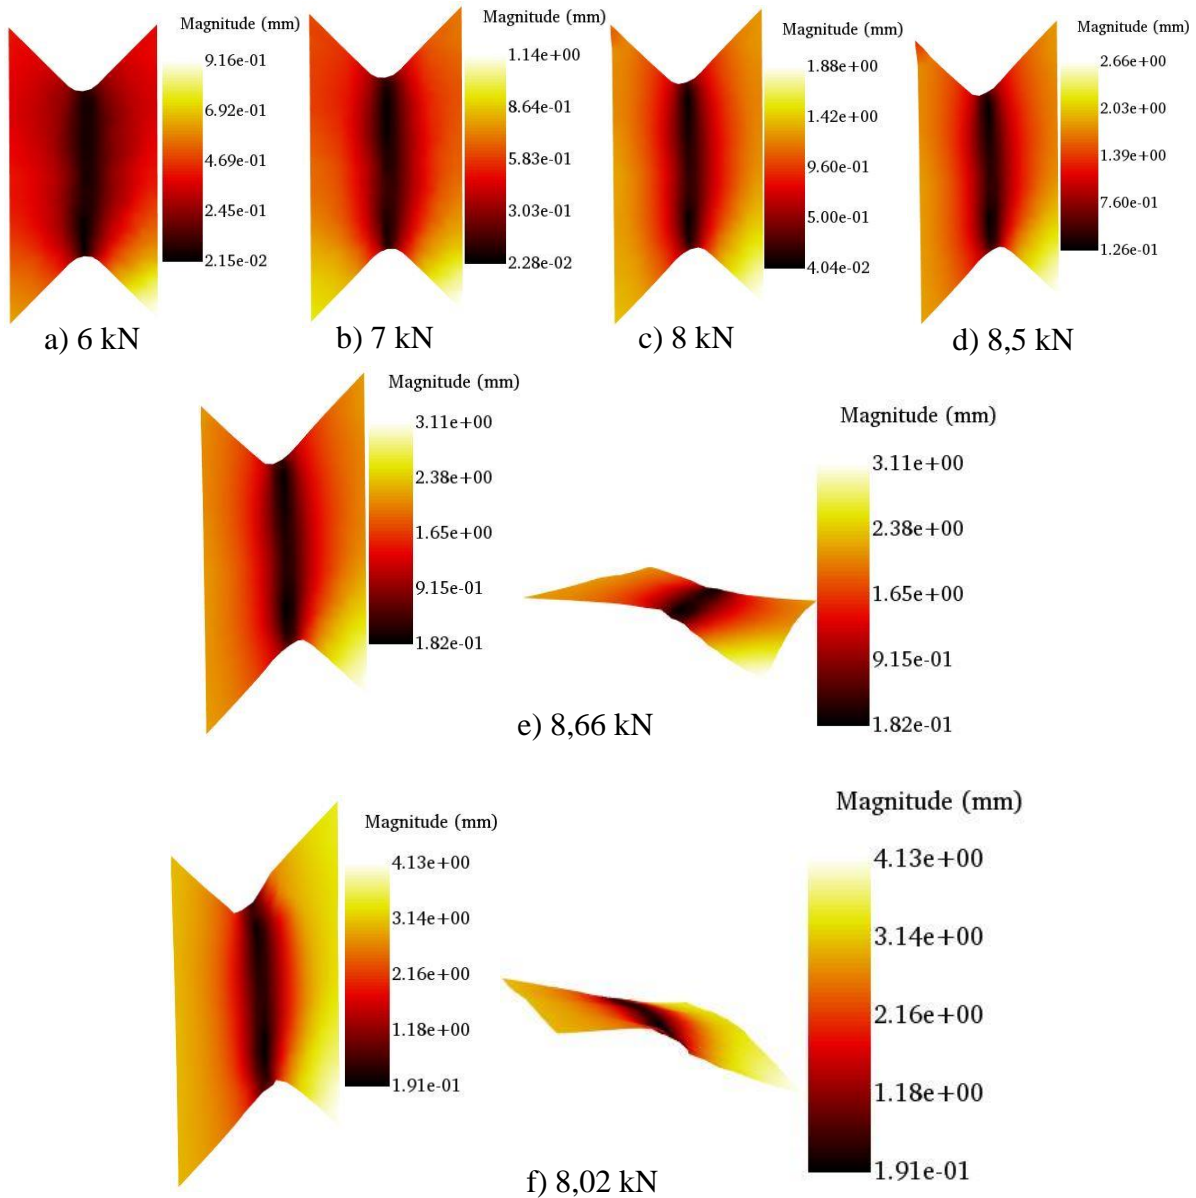 Magnitude (mm)
9.16e-01
6.92e-01
4.69e-01
2.45e-01
2.15e-02
a) 6 kN
Magnitude (mm)
1.14e+00
8.64e-01
5.83e-01
3.03e-01
2.28e-02
b) 7 kN
Magnitude (mm)
1.88e+00
1.42e+00
9.60e-01
5.00e-01
4.04e-02
c) 8 kN
Magnitude (mm)
2.66e+00
2.03e+00
1.39e+00
7.60e-01
1.26e-01
d) 8,5 kN
Magnitude (mm)
3.11e+00
2.38e+00
1.65e+00
9.15e-01
1.82e-01
Magnitude (mm)
3.11e+00
2.38e+00
1.65e+00
9.15e-01
1.82e-01
e) 8,66 kN
Magnitude (mm)
4.13e+00
3.14e+00
2.16e+00
1.18e+00
1.91e-01
Magnitude (mm)
4.13e+00
3.14e+00
2.16e+00
1.18e+00
1.91e-01
f) 8,02 kN